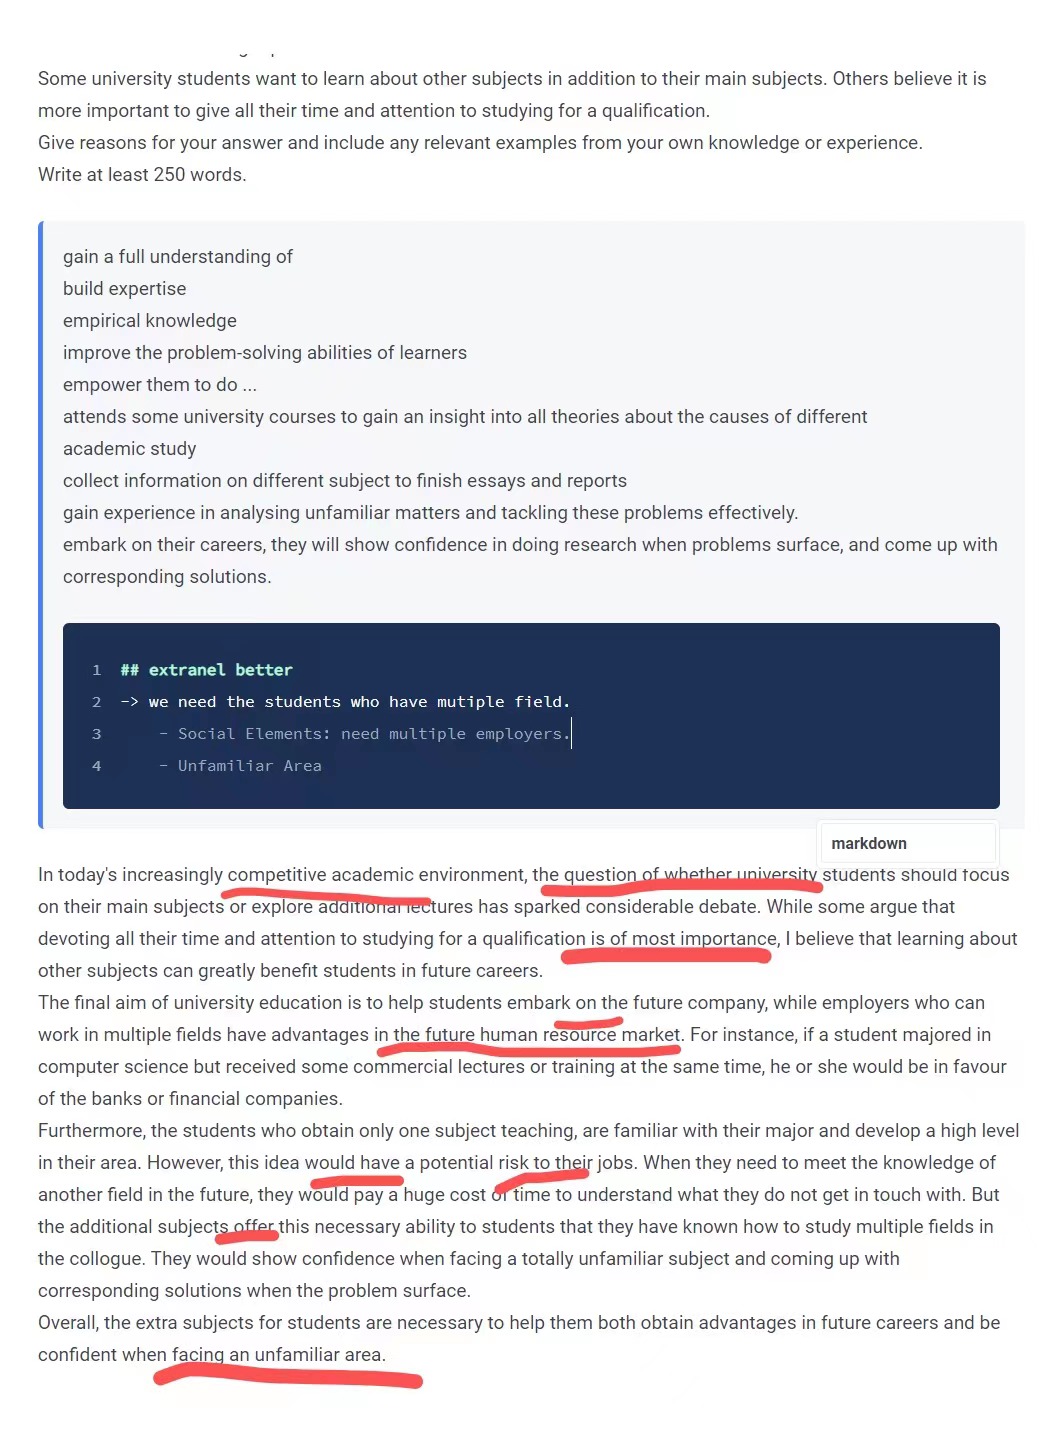 Some university students want to learn about other subjects in addition to their main subjects. Others believe it is
more important to give all their time and attention to studying for a qualification.
Give reasons for your answer and include any relevant examples from your own knowledge or experience.
Write at least 250 words.
gain a full understanding of
build expertise
empirical knowledge
improve the problem-solving abilities of learners
empower them to do ...
attends some university courses to gain an insight into all theories about the causes of different
academic study
collect information on different subject to finish essays and reports
gain experience in analysing unfamiliar matters and tackling these problems effectively.
embark on their careers, they will show confidence in doing research when problems surface, and come up with
corresponding solutions.
1 ## extranel better
2 -> we need the students who have mutiple field.
3 - Social Elements: need multiple employers.
4 - Unfamiliar Area
markdown
In today's increasingly competitive academic environment, the question of whether university students should focus
on their main subjects or explore additional lectures has sparked considerable debate. While some argue that
devoting all their time and attention to studying for a qualification is of most importance, I believe that learning about
other subjects can greatly benefit students in future careers.
The final aim of university education is to help students embark on the future company, while employers who can
work in multiple fields have advantages in the future human resource market. For instance, if a student majored in
computer science but received some commercial lectures or training at the same time, he or she would be in favour
of the banks or financial companies.
Furthermore, the students who obtain only one subject teaching, are familiar with their major and develop a high level
in their area. However, this idea would have a potential risk to their jobs. When they need to meet the knowledge of
another field in the future, they would pay a huge cost of time to understand what they do not get in touch with. But
the additional subjects offer this necessary ability to students that they have known how to study multiple fields in
the collogue. They would show confidence when facing a totally unfamiliar subject and coming up with
corresponding solutions when the problem surface.
Overall, the extra subjects for students are necessary to help them both obtain advantages in future careers and be
confident when facing an unfamiliar area.